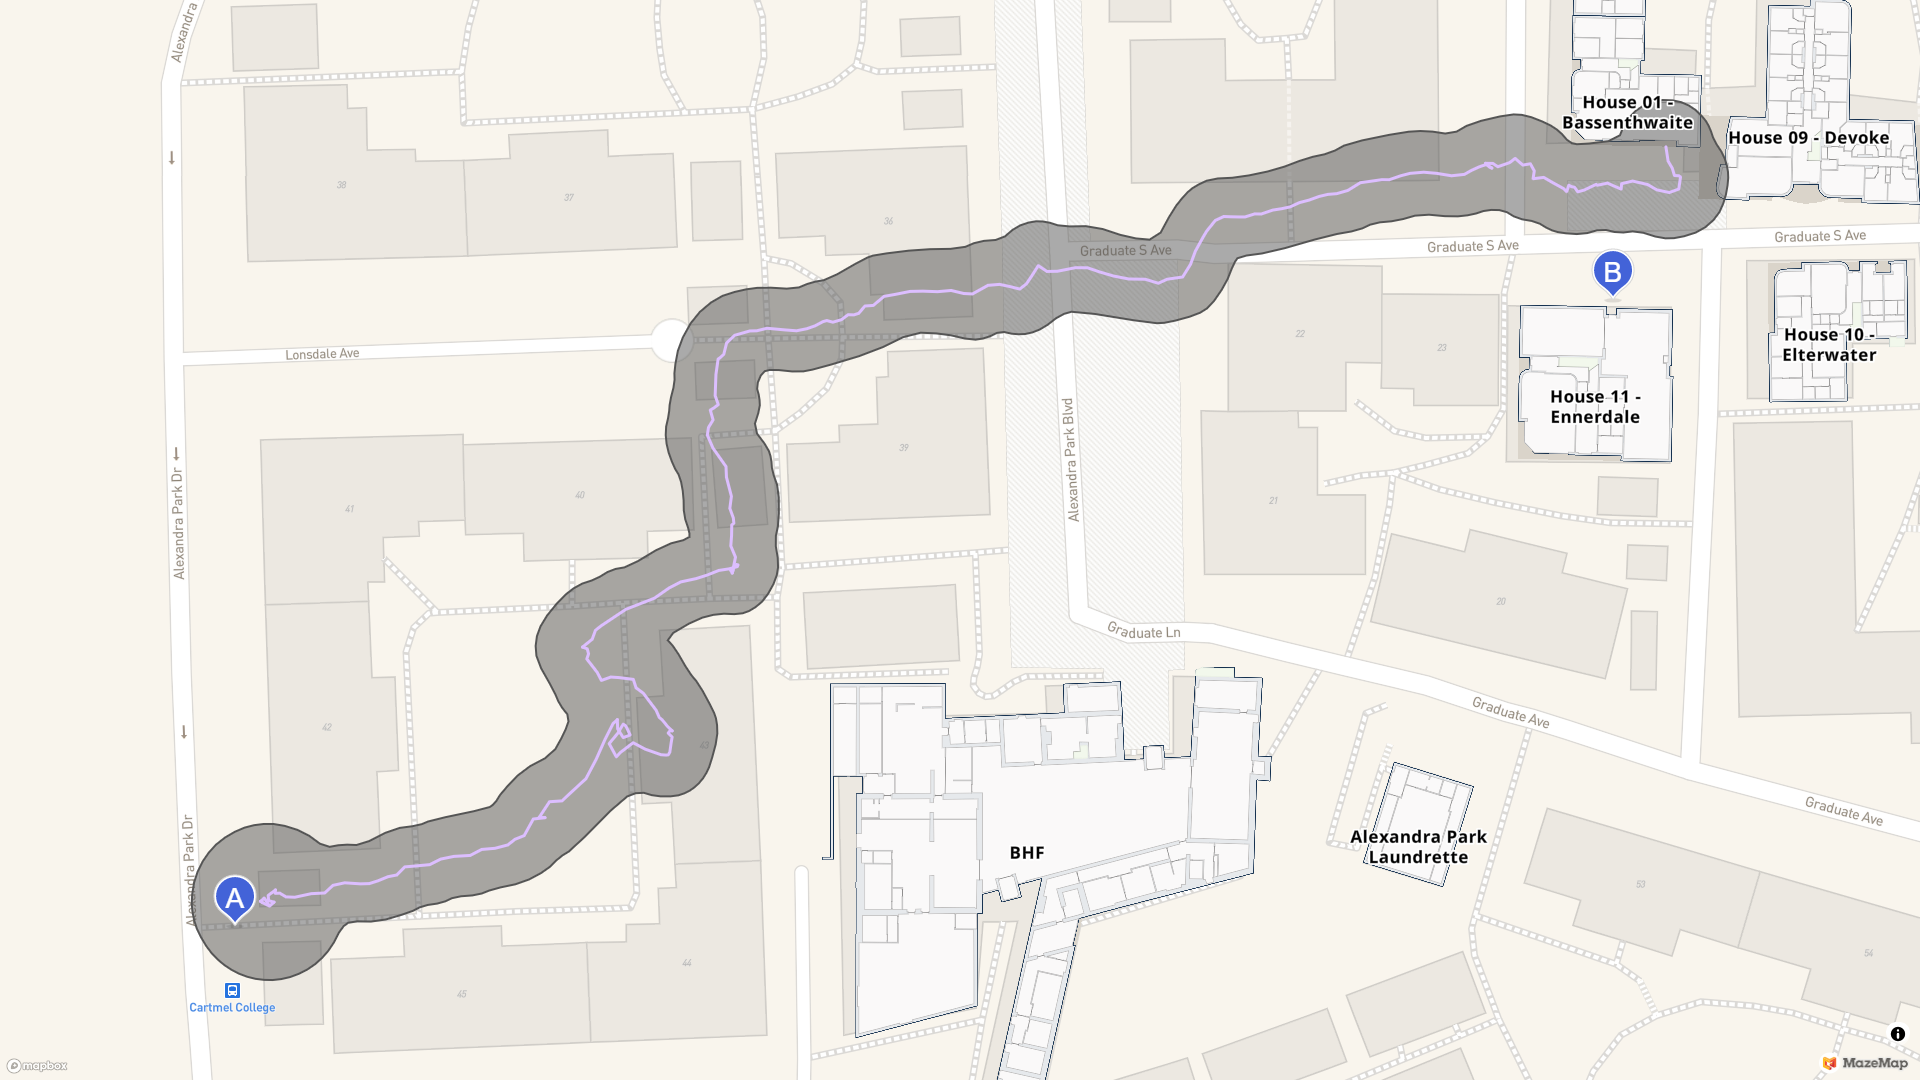 Alexandra
House 01 -
Bassenthwaite
House 09 - Devoke
38
37
36
Graduate S Ave
Graduate S Ave
Graduate S Ave
B
22
23
House 10 -
Elterwater
Lonsdale Ave
House 11 -
Ennerdale
39
Alexandra Park Blvd
41
40
21
Alexandra Park Dr
20
Graduate Ln
42
43
Graduate Ave
Graduate Ave
Alexandra Park
Laundrette
BHF
Alexandra Park Dr
A
53
54
44
45
Cartmel College
mapbox
MazeMap